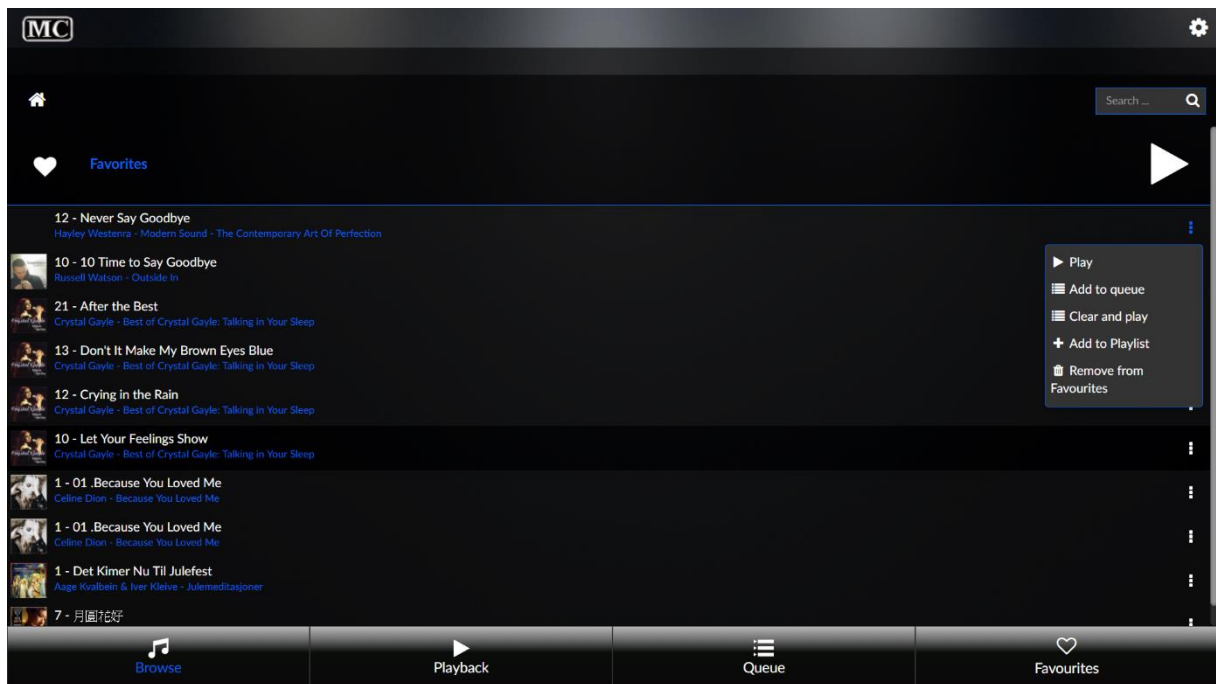 MC
Search ...
Favorites
12 - Never Say Goodbye
Hayley Westenra - Modern Sound - The Contemporary Art Of Perfection
10 - 10 Time to Say Goodbye
Russell Watson - Outside In
21 - After the Best
Crystal Gayle - Best of Crystal Gayle: Talking in Your Sleep
13 - Don't It Make My Brown Eyes Blue
Crystal Gayle - Best of Crystal Gayle: Talking in Your Sleep
12 - Crying in the Rain
Crystal Gayle - Best of Crystal Gayle: Talking in Your Sleep
10 - Let Your Feelings Show
Crystal Gayle - Best of Crystal Gayle: Talking in Your Sleep
1 - 01 .Because You Loved Me
Celine Dion - Because You Loved Me
1 - 01 .Because You Loved Me
Celine Dion - Because You Loved Me
1 - Det Kimer Nu Til Julefest
Aage Kvalbein & Iver Kleive - Julemeditasjoner
7 - 月圓花好
Play
Add to queue
Clear and play
Add to Playlist
Remove from
Favourites
Browse
Playback
Queue
Favourites